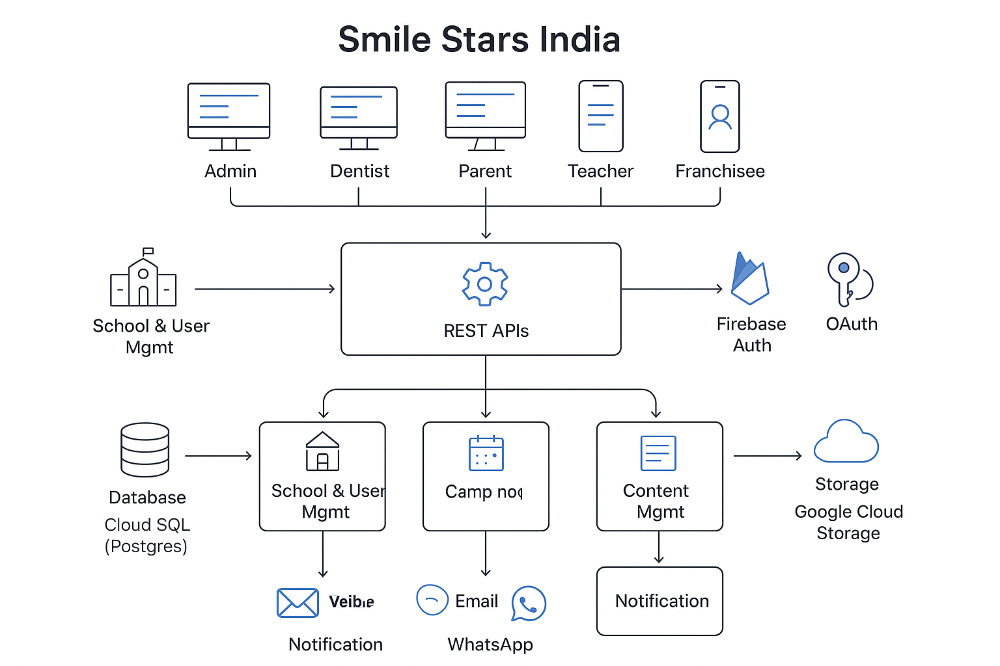 Smile Stars India
Admin
Dentist
Parent
Teacher
Franchisee
School & User
Mgmt
REST APIs
Firebase
Auth
OAuth
Database
Cloud SQL
(Postgres)
School & User
Mgmt
Camp
Content
Mgmt
Storage
Google Cloud
Storage
Notification
Email
WhatsApp
Notification